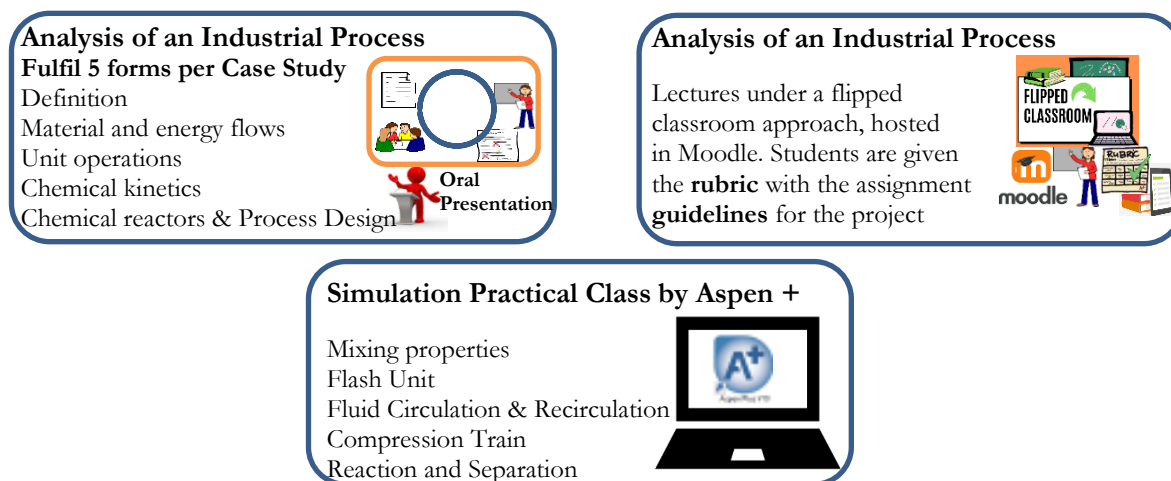 Analysis of an Industrial Process
Fulfil 5 forms per Case Study
Definition
Material and energy flows
Unit operations
Chemical kinetics
Chemical reactors & Process Design
Oral
Presentation
Analysis of an Industrial Process
Lectures under a flipped
classroom approach, hosted
in Moodle. Students are given
the rubric with the assignment
guidelines for the project
FLIPPED
CLASSROOM
RUBRIC
m
moodle
Simulation Practical Class by Aspen +
Mixing properties
Flash Unit
Fluid Circulation & Recirculation
Compression Train
Reaction and Separation
A+